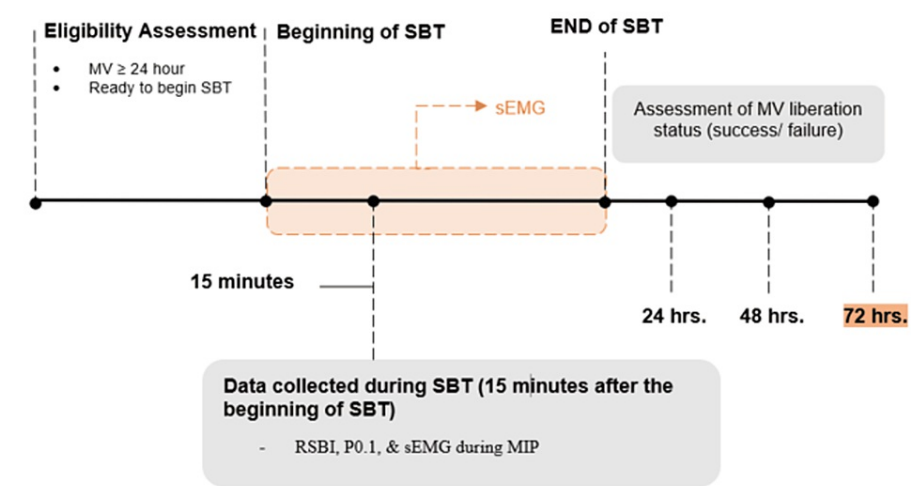 Eligibility Assessment
• MV ≥ 24 hour
• Ready to begin SBT
Beginning of SBT
END of SBT
sEMG
Assessment of MV liberation
status (success/ failure)
15 minutes
24 hrs.
48 hrs.
72 hrs.
Data collected during SBT (15 minutes after the
beginning of SBT)
- RSBI, P0.1, & sEMG during MIP